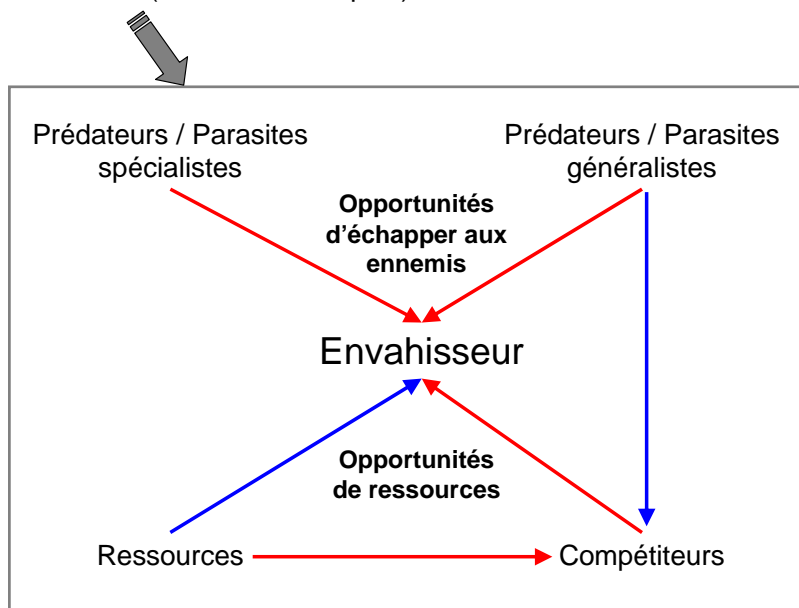 Prédateurs / Parasites
spécialistes
Prédateurs / Parasites
généralistes
Opportunités
d'échapper aux
ennemis
Envahisseur
Opportunités
de ressources
Ressources
Compétiteurs